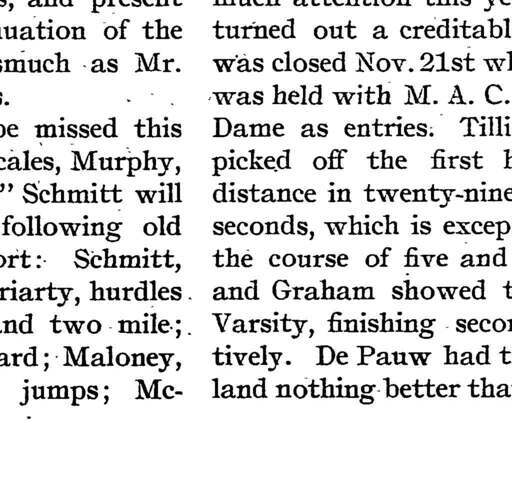 and present
uation of the
smuch as Mr.
s.
be missed this
cales, Murphy,
" Schmitt will
following old
ort: Schmitt,
riarty, hurdles
and two mile;
ard; Maloney,
jumps; Mc-
much attention this
turned out a creditabl
was closed Nov. 21st wh
was held with M. A. C.
Dame as entries. Tilli
picked off the first
distance in twenty-nine
seconds, which is excep
the course of five and
and Graham showed t
Varsity, finishing secon
tively. De Pauw had t
land nothing better tha